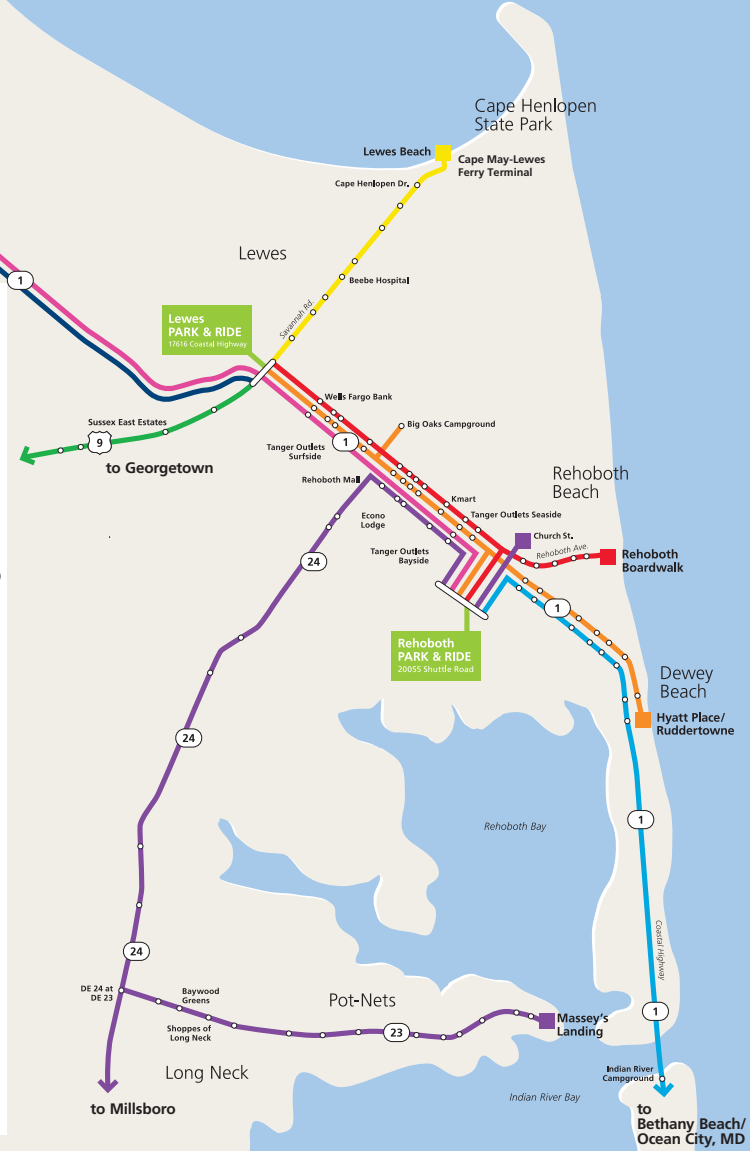 Cape Henlopen
State Park
Lewes Beach
Cape May-Lewes
Ferry Terminal
Cape Henlopen Dr.
Lewes
1
Beebe Hospital
Savannah Rd.
Lewes
PARK & RIDE
17616 Coastal Highway
Wells Fargo Bank
Sussex East Estates
9
to Georgetown
Big Oaks Campground
1
Tanger Outlets
Surfside
Rehoboth Mall
Rehoboth
Beach
Kmart
Tanger Outlets Seaside
Econo
Lodge
Church St.
Rehoboth Ave.
Rehoboth
Boardwalk
Tanger Outlets
Bayside
24
1
Rehoboth
PARK & RIDE
20055 Shuttle Road
Dewey
Beach
Hyatt Place/
Ruddertowne
24
1
Rehoboth Bay
Coastal Highway
24
DE 24 at
DE 23
Baywood
Greens
Pot-Nets
Shoppes of
Long Neck
23
Massey's
Landing
1
Long Neck
Indian River
Campground
to Millsboro
Indian River Bay
to
Bethany Beach/
Ocean City, MD